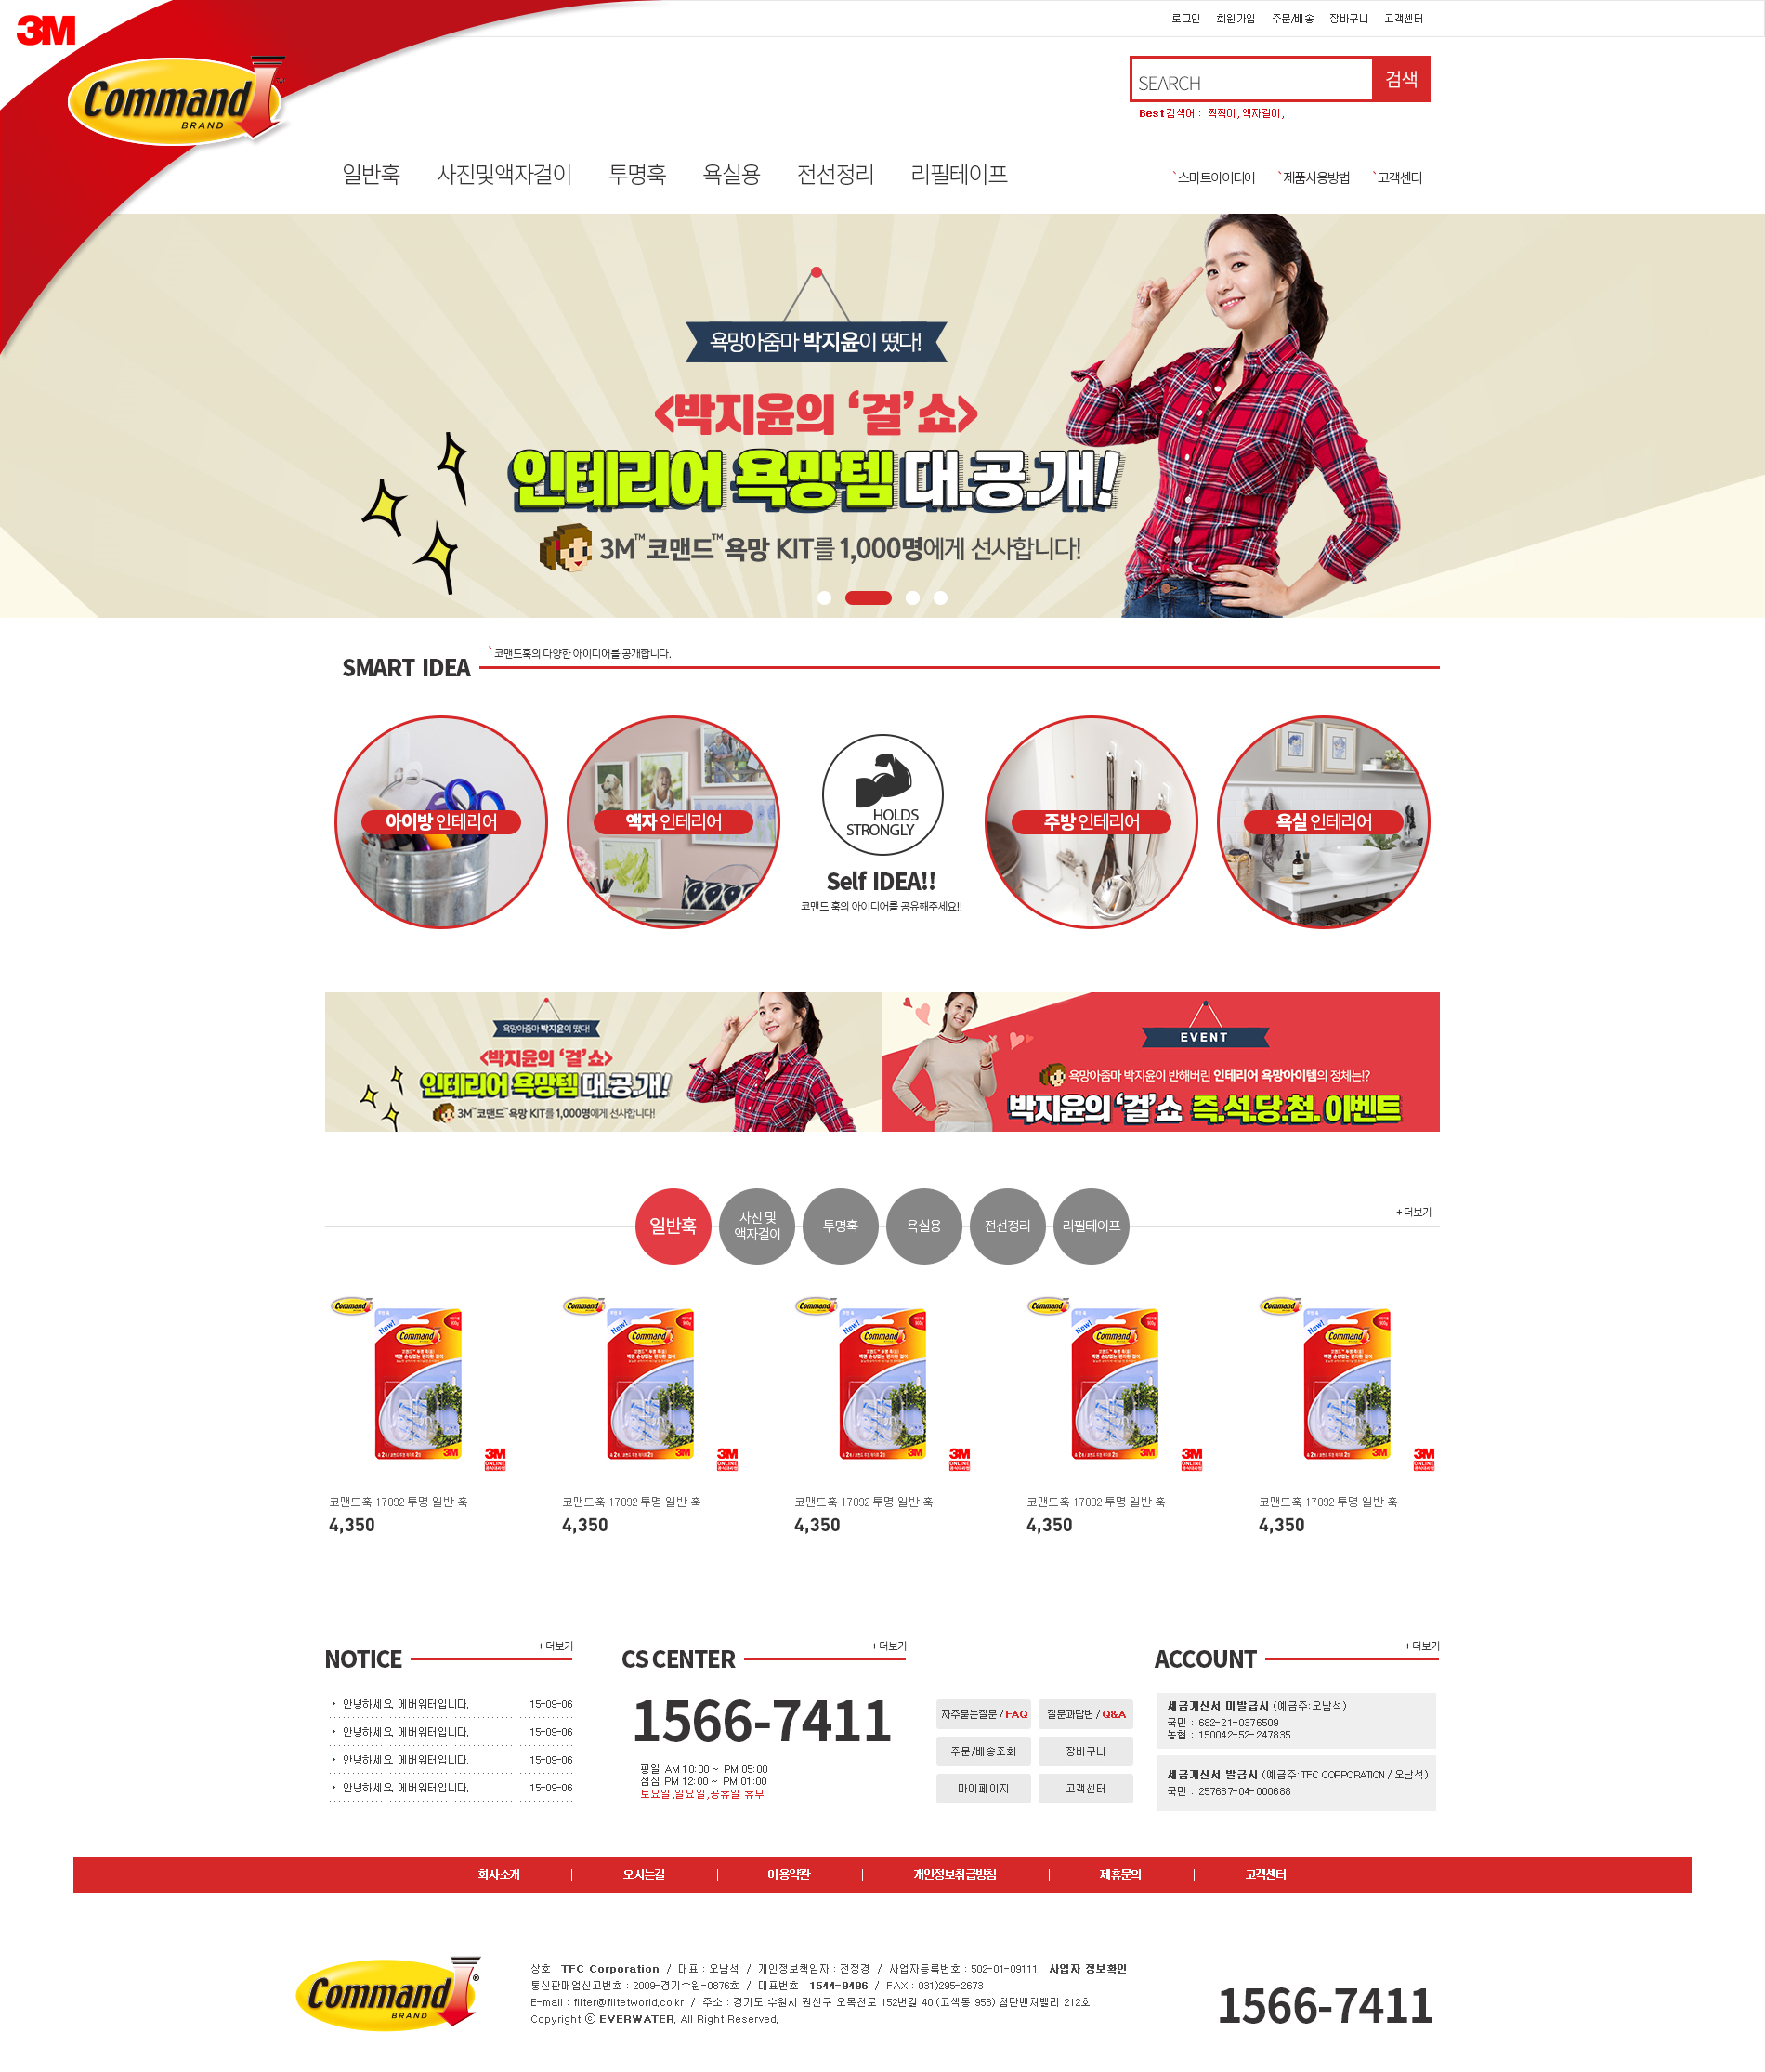 3M
Command
BRAND
로그인 회원가입 주문/배송 장바구니 고객센터
SEARCH 검색
Best 검색어 : 찍찍이, 액자걸이,
일반훅 사진및액자걸이 투명훅 욕실용 전선정리 리필테이프
`스마트아이디어 `제품사용방법 `고객센터
욕망아줌마 박지윤이 떴다!
<박지윤의 ‘걸’쇼>
인테리어 욕망템 대.공.개!
3M™ 코맨드™ 욕망 KIT를 1,000명에게 선사합니다!
SMART IDEA
`코맨드훅의 다양한 아이디어를 공개합니다.
아이방 인테리어
액자 인테리어
HOLDS
STRONGLY
Self IDEA!!
코맨드 훅의 아이디어를 공유해주세요!!
주방 인테리어
욕실 인테리어
욕망아줌마 박지윤이 떴다!
<박지윤의 ‘걸’쇼>
인테리어 욕망템 대.공.개!
3M™ 코맨드™ 욕망 KIT를 1,000명에게 선사합니다!
EVENT
욕망아줌마 박지윤이 반해버린 인테리어 욕망아이템의 정체는!?
박지윤의 ‘걸’쇼 즉.석.당.첨. 이벤트
+ 더보기
일반훅
사진 및
액자걸이
투명훅
욕실용
전선정리
리필테이프
Command
New!
Command
3M
3M
ONLINE
코맨드훅 17092 투명 일반 훅
4,350
Command
New!
Command
3M
3M
ONLINE
코맨드훅 17092 투명 일반 훅
4,350
Command
New!
Command
3M
3M
ONLINE
코맨드훅 17092 투명 일반 훅
4,350
Command
New!
Command
3M
3M
ONLINE
코맨드훅 17092 투명 일반 훅
4,350
Command
New!
Command
3M
3M
ONLINE
코맨드훅 17092 투명 일반 훅
4,350
NOTICE + 더보기
안녕하세요, 에버워터입니다. 15-09-06
안녕하세요, 에버워터입니다. 15-09-06
안녕하세요, 에버워터입니다. 15-09-06
안녕하세요, 에버워터입니다. 15-09-06
CS CENTER + 더보기
1566-7411
평일 AM 10:00 ~ PM 05:00
점심 PM 12:00 ~ PM 01:00
토요일,일요일,공휴일 휴무
자주묻는질문 / FAQ 질문과답변 / Q&A
주문/배송조회 장바구니
마이페이지 고객센터
ACCOUNT + 더보기
세금계산서 미발급시 (예금주:오남석)
국민 : 682-21-0376509
농협 : 150042-52-247835
세금계산서 발급시 (예금주:TFC CORPORATION / 오남석)
국민 : 257637-04-000688
회사소개 | 오시는길 | 이용약관 | 개인정보취급방침 | 제휴문의 | 고객센터
Command
BRAND
상호 : TFC Corporation / 대표 : 오남석 / 개인정보책임자 : 전정경 / 사업자등록번호 : 502-01-09111 사업자 정보확인
통신판매업신고번호 : 2009-경기수원-0876호 / 대표번호 : 1544-9496 / FAX : 031)295-2673
E-mail : filter@filtetworld.co.kr / 주소 : 경기도 수원시 권선구 오목천로 152번길 40 (고색동 958) 첨단벤처밸리 212호
Copyright ⓒ EVERWATER. All Right Reserved.
1566-7411